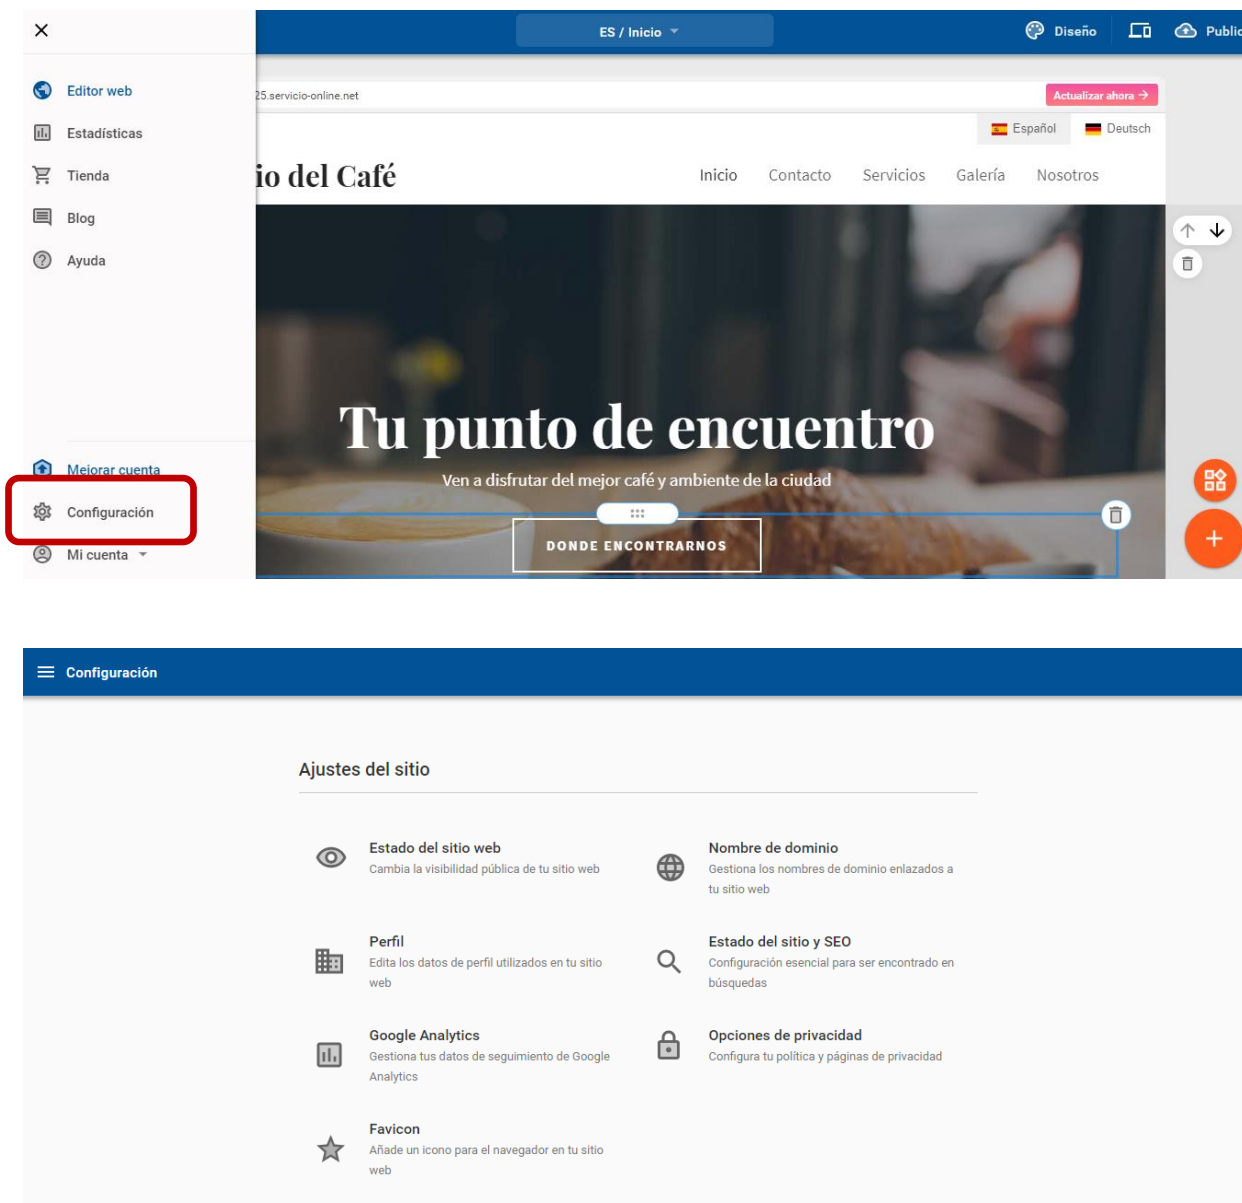 ES / Inicio
Diseño
Editor web
Estadísticas
Tienda
Blog
Ayuda
Mejorar cuenta
Configuración
Mi cuenta
25.servicio-online.net
Actualizar ahora →
Español
Deutsch
io del Café
Inicio Contacto Servicios Galería Nosotros
Tu punto de encuentro
Ven a disfrutar del mejor café y ambiente de la ciudad
DONDE ENCONTRARNOS
Configuración
Ajustes del sitio
Estado del sitio web
Cambia la visibilidad pública de tu sitio web
Nombre de dominio
Gestiona los nombres de dominio enlazados a
tu sitio web
Perfil
Edita los datos de perfil utilizados en tu sitio
web
Estado del sitio y SEO
Configuración esencial para ser encontrado en
búsquedas
Google Analytics
Gestiona tus datos de seguimiento de Google
Analytics
Opciones de privacidad
Configura tu política y páginas de privacidad
Favicon
Añade un icono para el navegador en tu sitio
web